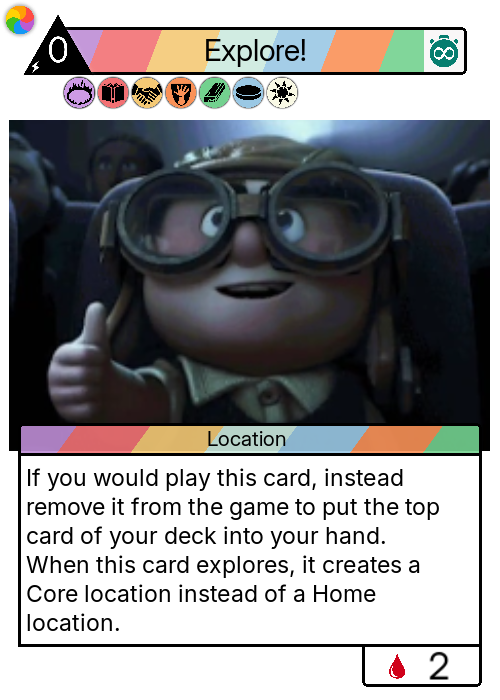 0
Explore!
Location
If you would play this card, instead
remove it from the game to put the top
card of your deck into your hand.
When this card explores, it creates a
Core location instead of a Home
location.
2